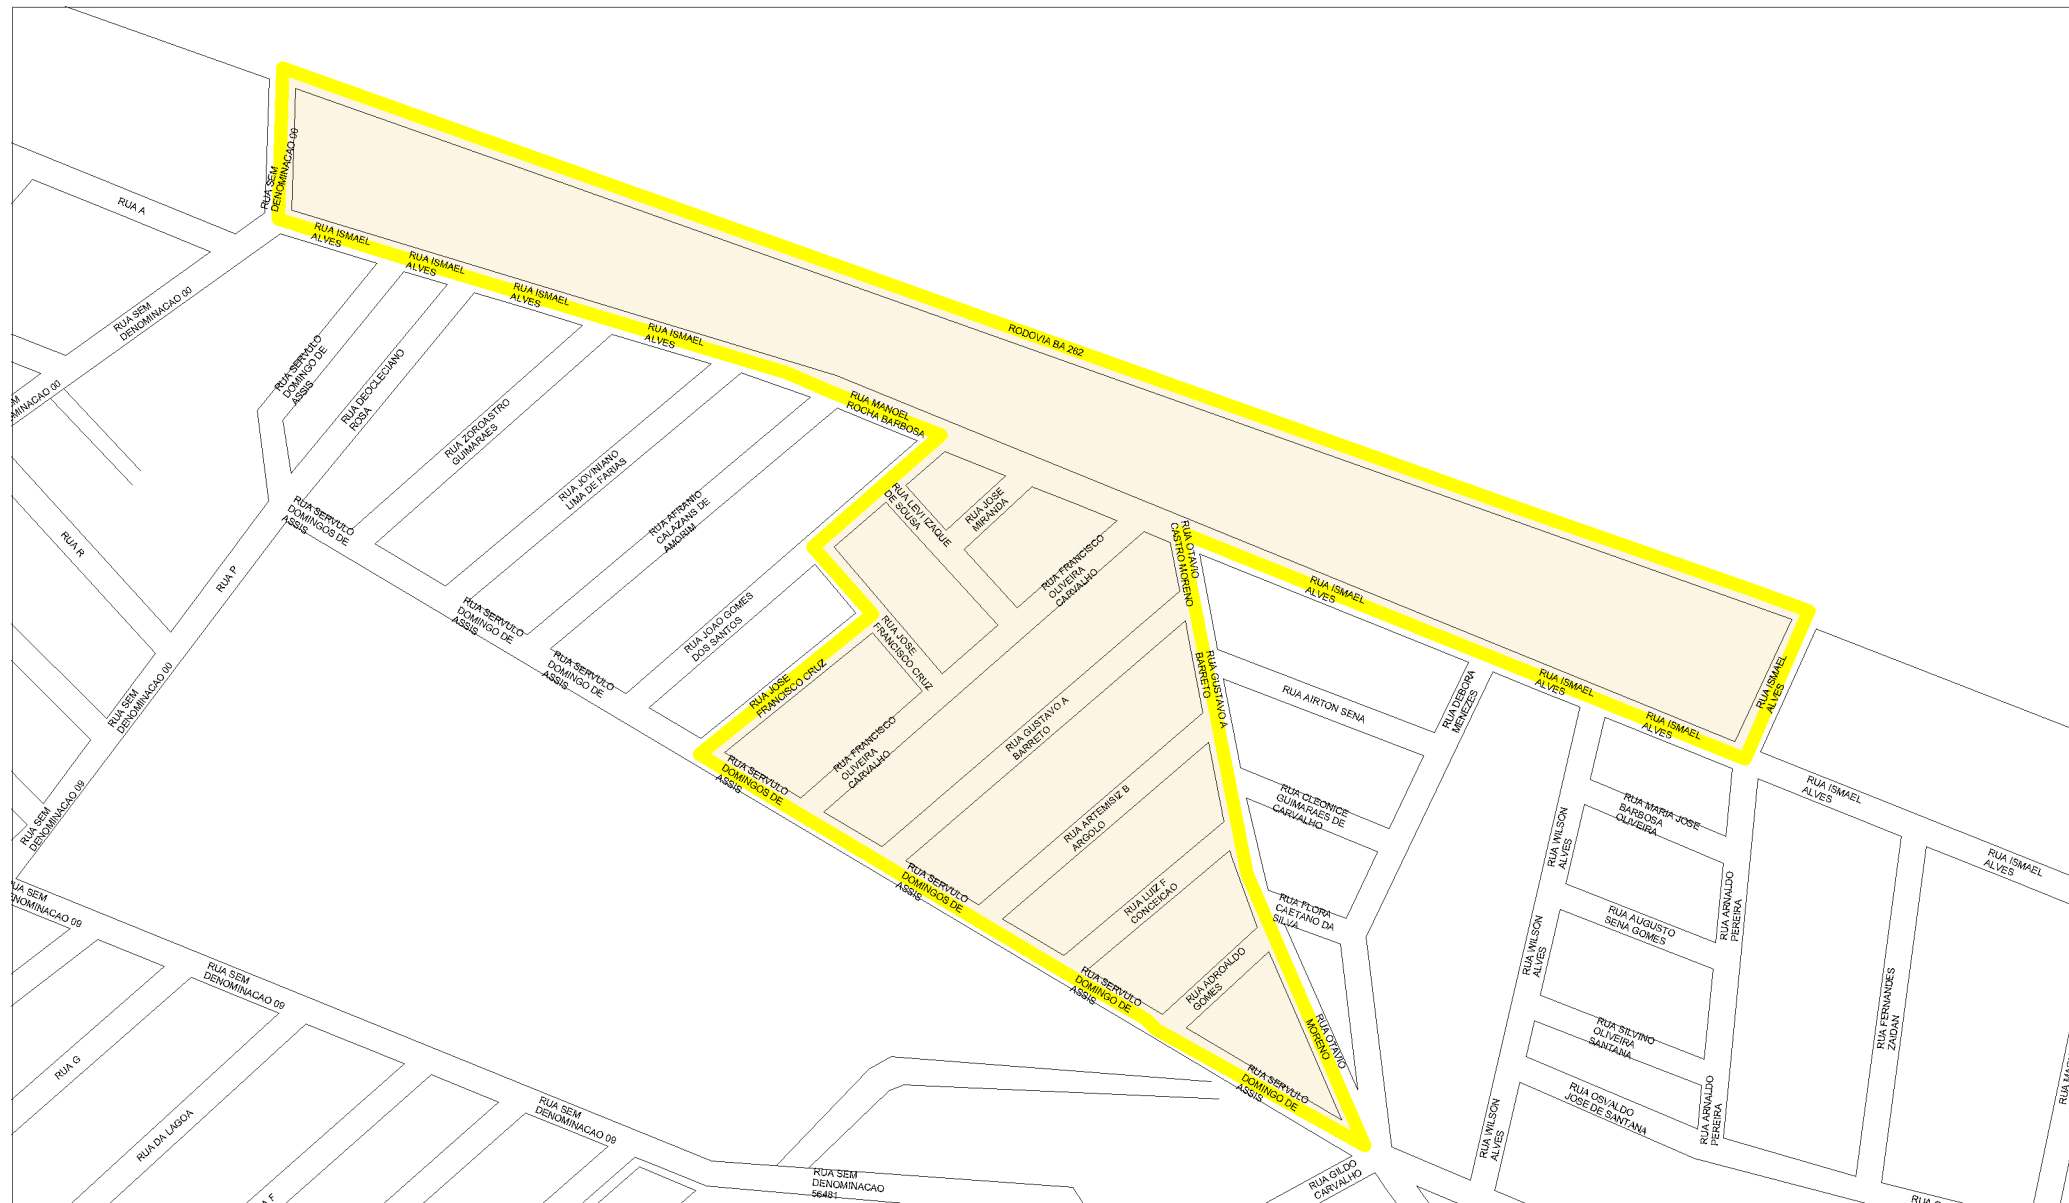 RUA SEM
DENOMINACAO 00
RUA A
RUA ISMAEL
ALVES
RUA ISMAEL
ALVES
RUA ISMAEL
ALVES
RUA ISMAEL
ALVES
RODOVIA BA 262
RUA SEM
DENOMINACAO 00
RUA SERVULO
DOMINGO DE
ASSIS
RUA DEOCLECIANO
ROSA
RUA MANOEL
ROCHA BARBOSA
RUA ZOROASTRO
GUIMARAES
RUA JOVINIANO
LIMA DE FARIAS
RUA AFRANIO
CALAZANS DE
AMORIM
RUA LEVI IZAQUE
DE SOUSA
RUA JOSE
MIRANDA
RUA SERVULO
DOMINGOS DE
ASSIS
RUA R
RUA P
RUA FRANCISCO
OLIVEIRA
CARVALHO
RUA OTAVIO
CASTRO MORENO
RUA ISMAEL
ALVES
RUA SERVULO
DOMINGO DE
ASSIS
RUA JOAO GOMES
DOS SANTOS
RUA JOSE
FRANCISCO CRUZ
RUA SERVULO
DOMINGO DE
ASSIS
RUA JOSE
FRANCISCO CRUZ
RUA GUSTAVO A
BARRETO
RUA AIRTON SENA
RUA DEBORA
MENEZES
RUA ISMAEL
ALVES
RUA ISMAEL
ALVES
RUA ISMAEL
ALVES
RUA SEM
DENOMINACAO 00
RUA GUSTAVO A
BARRETO
RUA FRANCISCO
OLIVEIRA
CARVALHO
RUA SERVULO
DOMINGOS DE
ASSIS
RUA SEM
DENOMINACAO 09
RUA ARTEMISIZ B
ARGOLO
RUA CLEONICE
GUIMARAES DE
CARVALHO
RUA WILSON
ALVES
RUA MARIA JOSE
BARBOSA
OLIVEIRA
RUA ISMAEL
ALVES
RUA ISMAEL
ALVES
RUA SERVULO
DOMINGOS DE
ASSIS
RUA LUIZ F
CONCEICAO
RUA FLORA
CAETANO DA
SILVA
RUA AUGUSTO
SENA GOMES
RUA ARNALDO
PEREIRA
RUA WILSON
ALVES
RUA SEM
DENOMINACAO 09
RUA SERVULO
DOMINGO DE
ASSIS
RUA ADROALDO
GOMES
RUA OTAVIO
MORENO
RUA SILVINO
OLIVEIRA
SANTANA
RUA FERNANDES
ZAIDAN
RUA G
RUA SERVULO
DOMINGO DE
ASSIS
RUA OSVALDO
JOSE DE SANTANA
RUA ARNALDO
PEREIRA
RUA WILSON
ALVES
RUA DA LAGOA
RUA SEM
DENOMINACAO 09
RUA SEM
DENOMINACAO
56481
RUA GILDO
CARVALHO